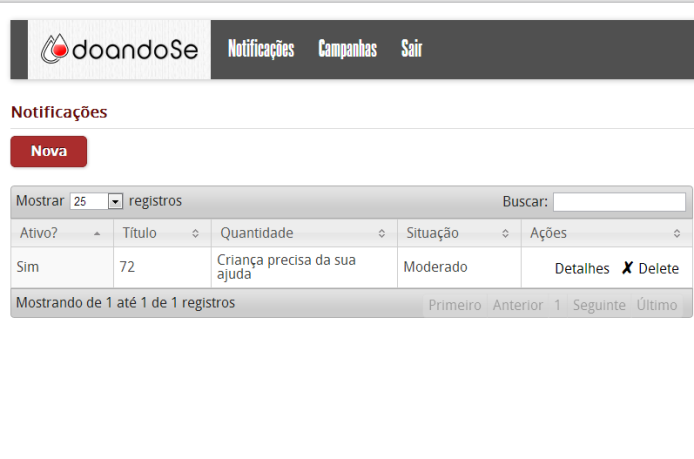 doandoSe Notificações Campanhas Sair
Notificações
Nova
Mostrar 25 registros Buscar:
Ativo? Título Quantidade Situação Ações
Sim 72 Criança precisa da sua ajuda Moderado Detalhes ✗ Delete
Mostrando de 1 até 1 de 1 registros Primeiro Anterior 1 Seguinte Último